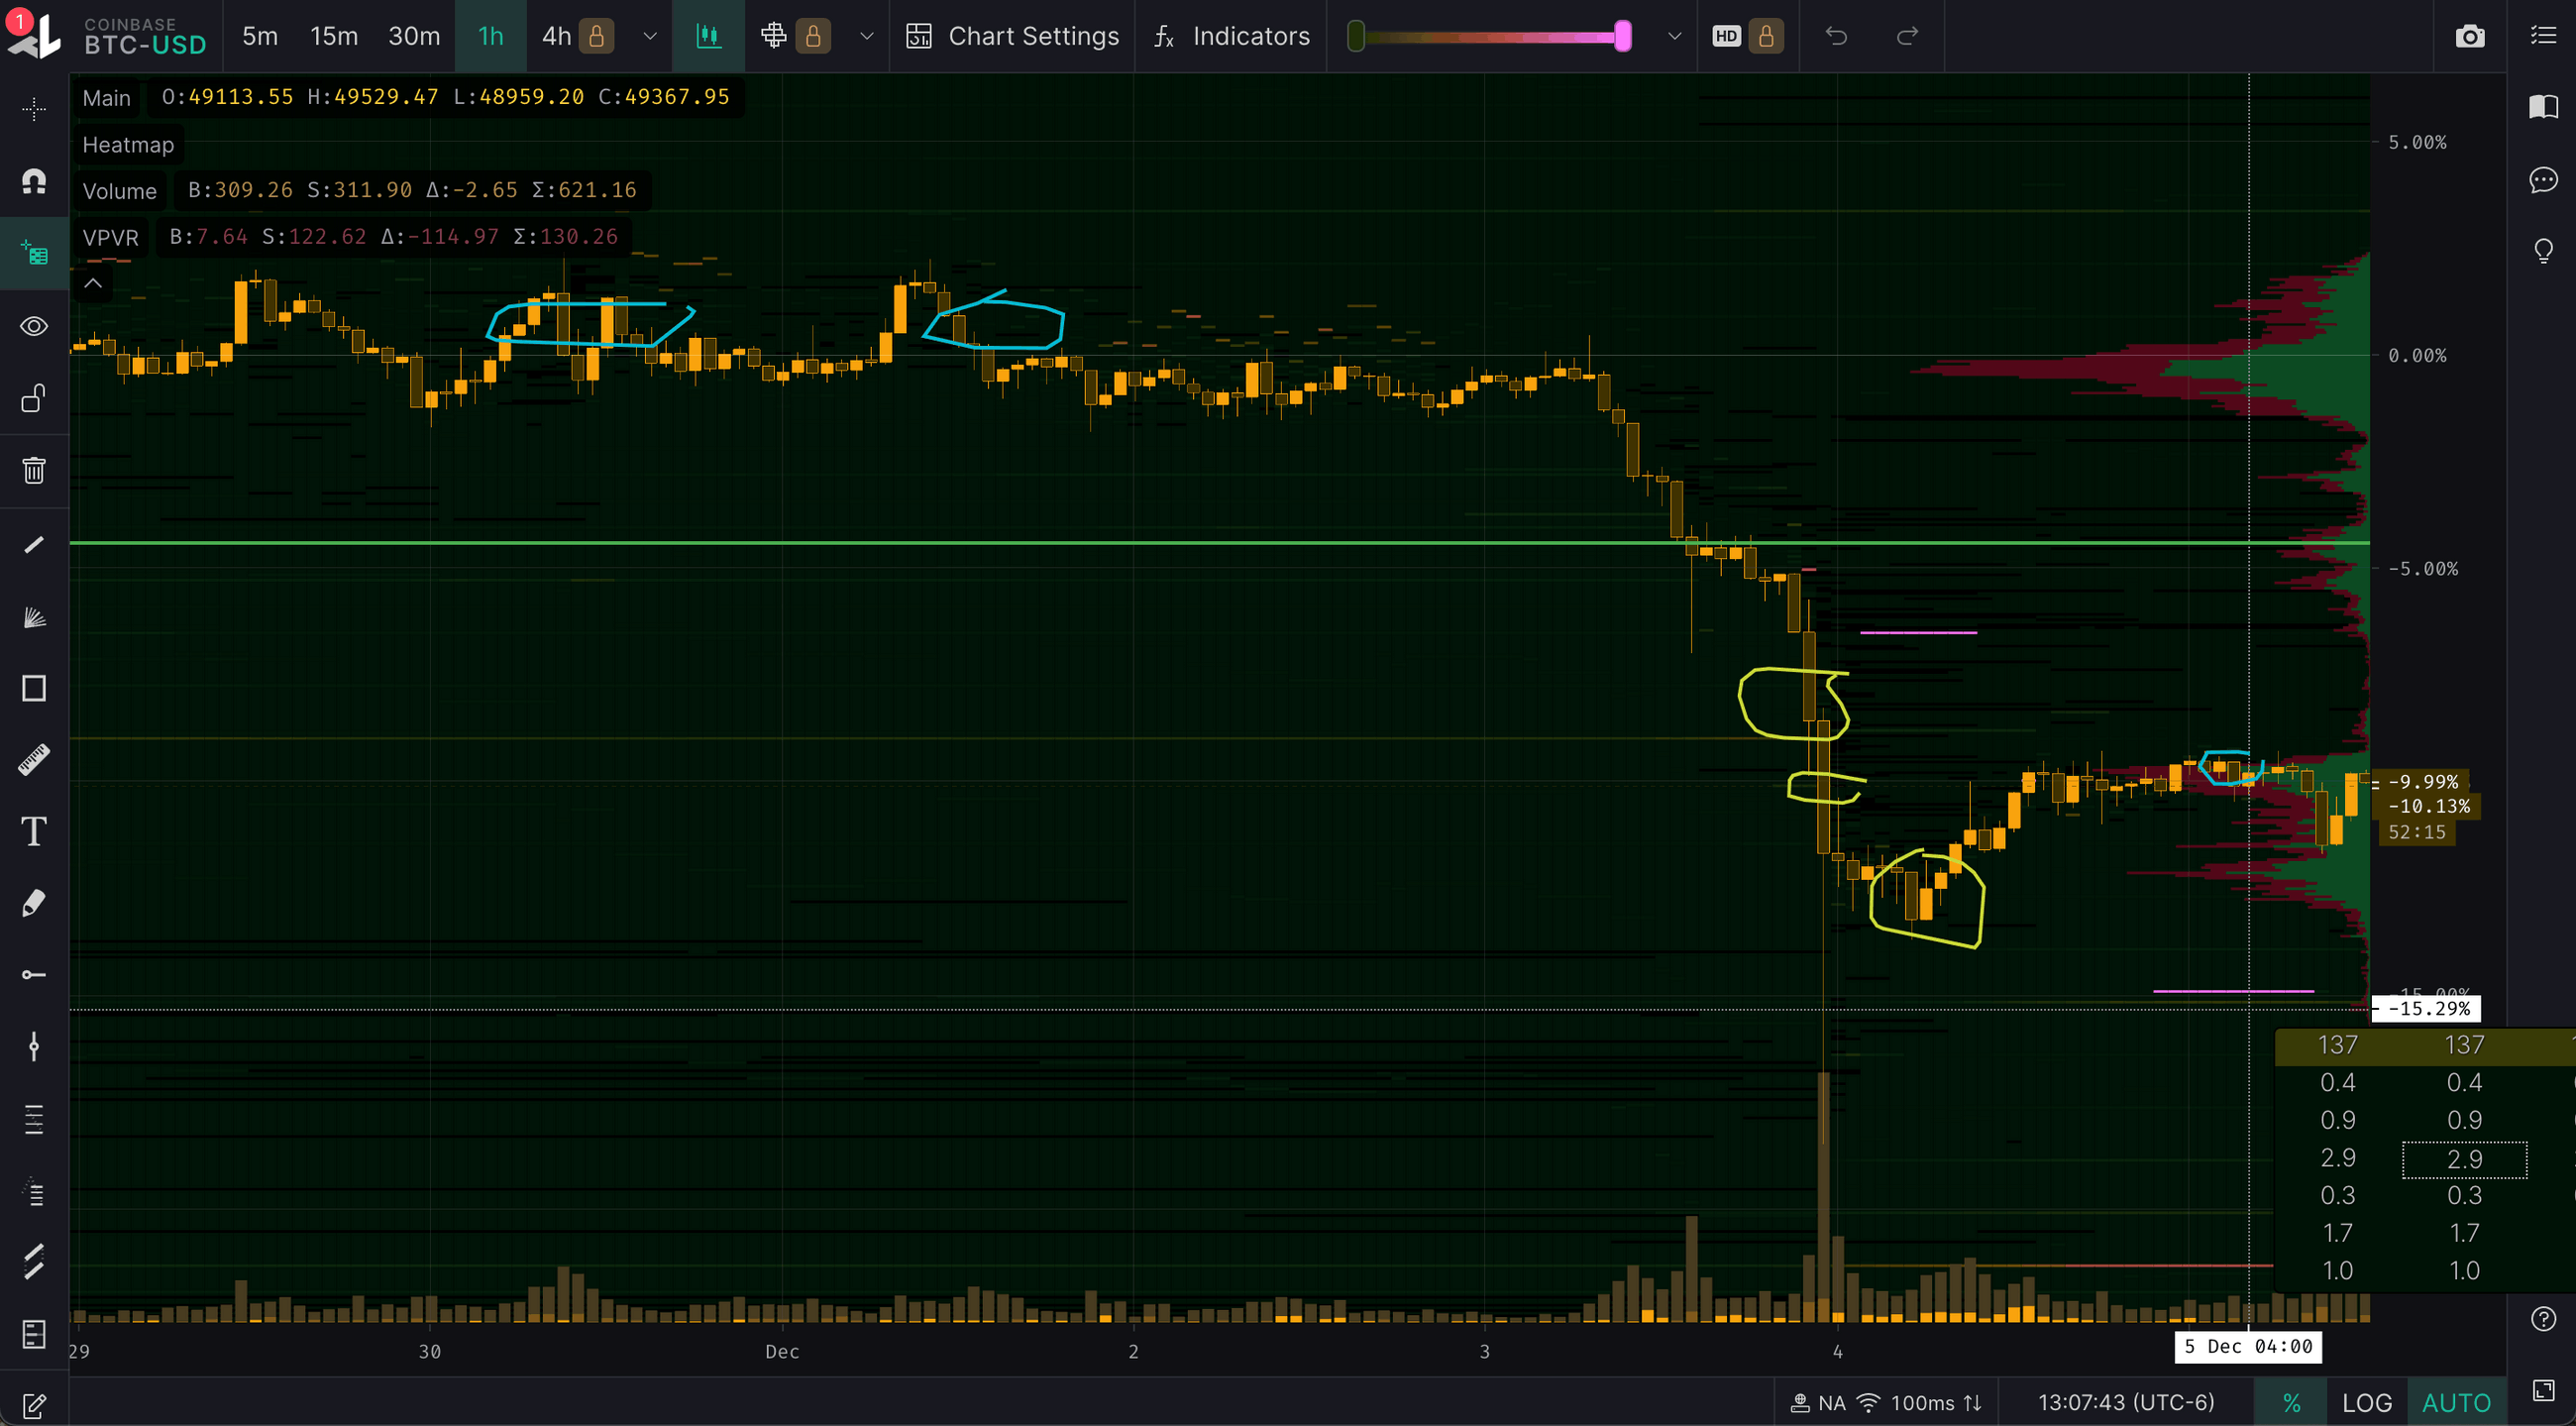 1
COINBASE
BTC-USD
5m 15m 30m 1h 4h
Chart Settings
fx Indicators
HD
Main O:49113.55 H:49529.47 L:48959.20 C:49367.95
Heatmap
Volume B:309.26 S:311.90 Δ:-2.65 Σ:621.16
VPVR B:7.64 S:122.62 Δ:-114.97 Σ:130.26
5.00%
0.00%
-5.00%
-9.99%
-10.13%
52:15
-15.00%
-15.29%
137 137
0.4 0.4
0.9 0.9
2.9 2.9
0.3 0.3
1.7 1.7
1.0 1.0
29 30 Dec 2 3 4 5 Dec 04:00
NA 100ms 13:07:43 (UTC-6) % LOG AUTO